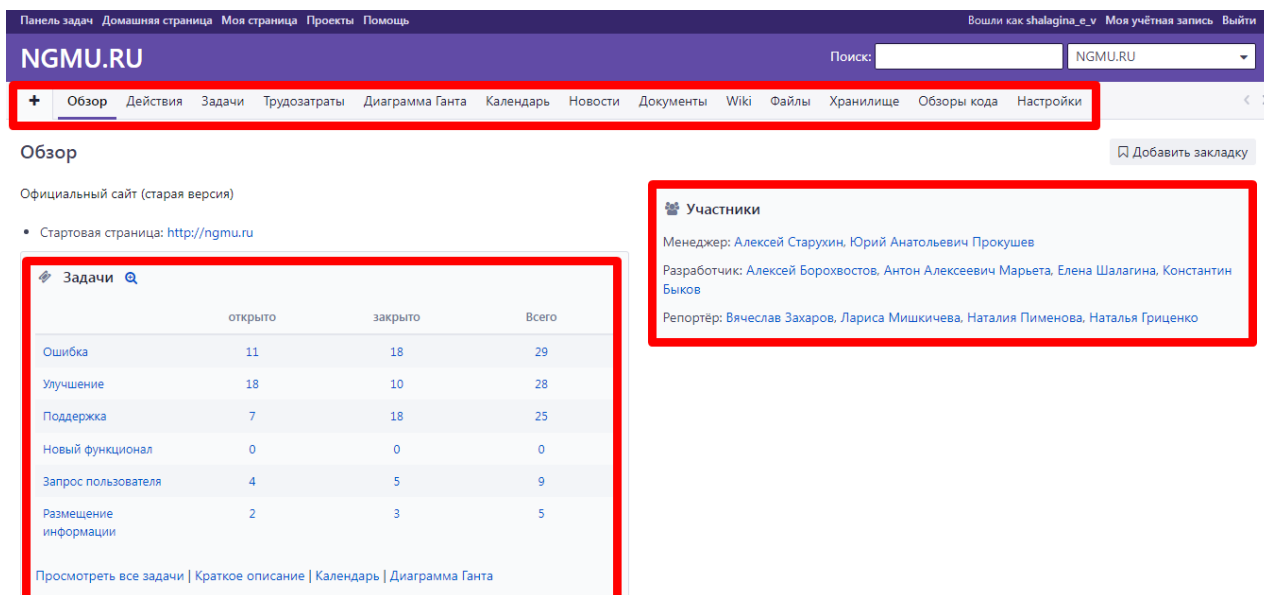 Панель задач Домашняя страница Моя страница Проекты Помощь Вошли как shalagina_e_v Моя учётная запись Выйти
NGMU.RU Поиск: NGMU.RU
+ Обзор Действия Задачи Трудозатраты Диаграмма Ганта Календарь Новости Документы Wiki Файлы Хранилище Обзоры кода Настройки
Обзор Добавить закладку
Официальный сайт (старая версия)
• Стартовая страница: http://ngmu.ru
Задачи
открыто закрыто Всего
Ошибка 11 18 29
Улучшение 18 10 28
Поддержка 7 18 25
Новый функционал 0 0 0
Запрос пользователя 4 5 9
Размещение 2 3 5
информации
Просмотреть все задачи | Краткое описание | Календарь | Диаграмма Ганта
Участники
Менеджер: Алексей Старухин, Юрий Анатольевич Прокушев
Разработчик: Алексей Борохвостов, Антон Алексеевич Марьета, Елена Шалагина, Константин
Быков
Репортёр: Вячеслав Захаров, Лариса Мишкичева, Наталия Пименова, Наталья Гриценко